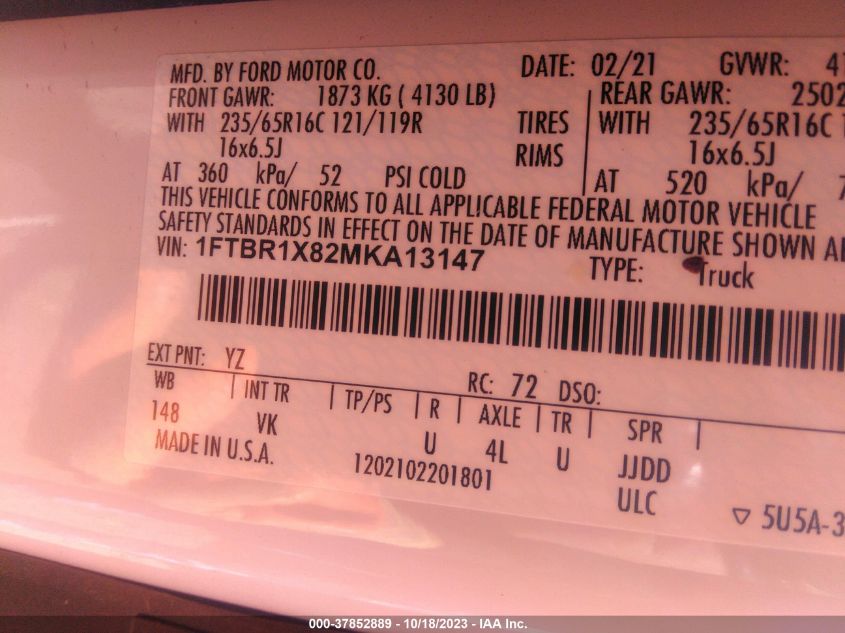 MFD. BY FORD MOTOR CO. DATE: 02/21 GVWR: 41
FRONT GAWR: 1873 KG ( 4130 LB) REAR GAWR: 2502
WITH 235/65R16C 121/119R TIRES WITH 235/65R16C 1
16x6.5J RIMS 16x6.5J
AT 360 kPa/ 52 PSI COLD AT 520 kPa/ 7
THIS VEHICLE CONFORMS TO ALL APPLICABLE FEDERAL MOTOR VEHICLE
SAFETY STANDARDS IN EFFECT ON THE DATE OF MANUFACTURE SHOWN
VIN: 1FTBR1X82MKA13147 TYPE: Truck
EXT PNT: YZ RC: 72 DSO:
WB INT TR TP/PS R AXLE TR SPR
148 VK U 4L U JJDD
MADE IN U.S.A. 1202102201801 ULC
▽ 5U5A-3
000-37852889 - 10/18/2023 - IAA Inc.